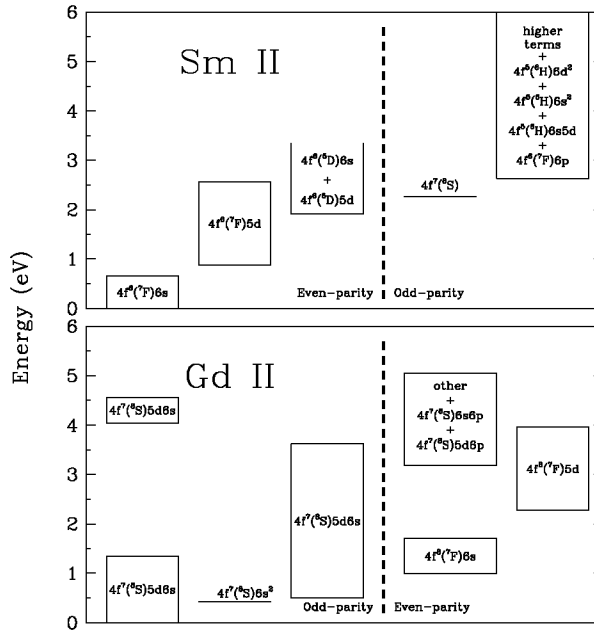 Energy (eV)
Sm II
6
5
4
3
2
1
0
4f⁶(⁷F)6s
4f⁶(⁷F)5d
4f⁶(⁵D)6s
+
4f⁶(⁵D)5d
4f⁷(⁸S)
higher
terms
+
4f⁵(⁶H)6d²
+
4f⁵(⁶H)6s²
+
4f⁵(⁶H)6s5d
+
4f⁶(⁷F)6p
Even-parity
Odd-parity
Gd II
6
5
4
3
2
1
0
4f⁷(⁸S)5d6s
4f⁷(⁸S)5d6s
4f⁷(⁸S)6s²
4f⁷(⁸S)5d6s
other
+
4f⁷(⁸S)6s6p
+
4f⁷(⁸S)5d6p
4f⁸(⁷F)6s
4f⁸(⁷F)5d
Odd-parity
Even-parity